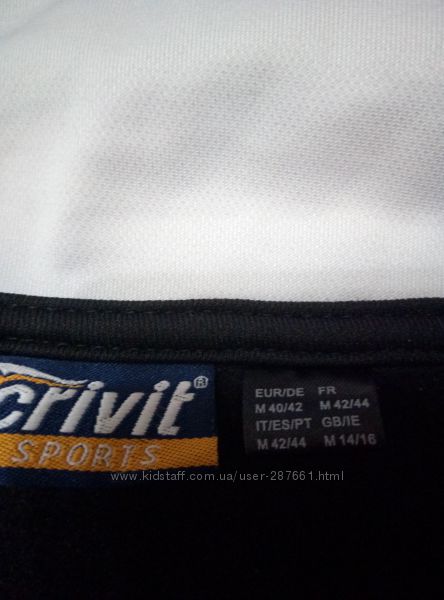 crivit®
SPORTS
EUR/DE FR
M 40/42 M 42/44
IT/ES/PT GB/IE
M 42/44 M 14/16
www.kidstaff.com.ua/user-287661.html